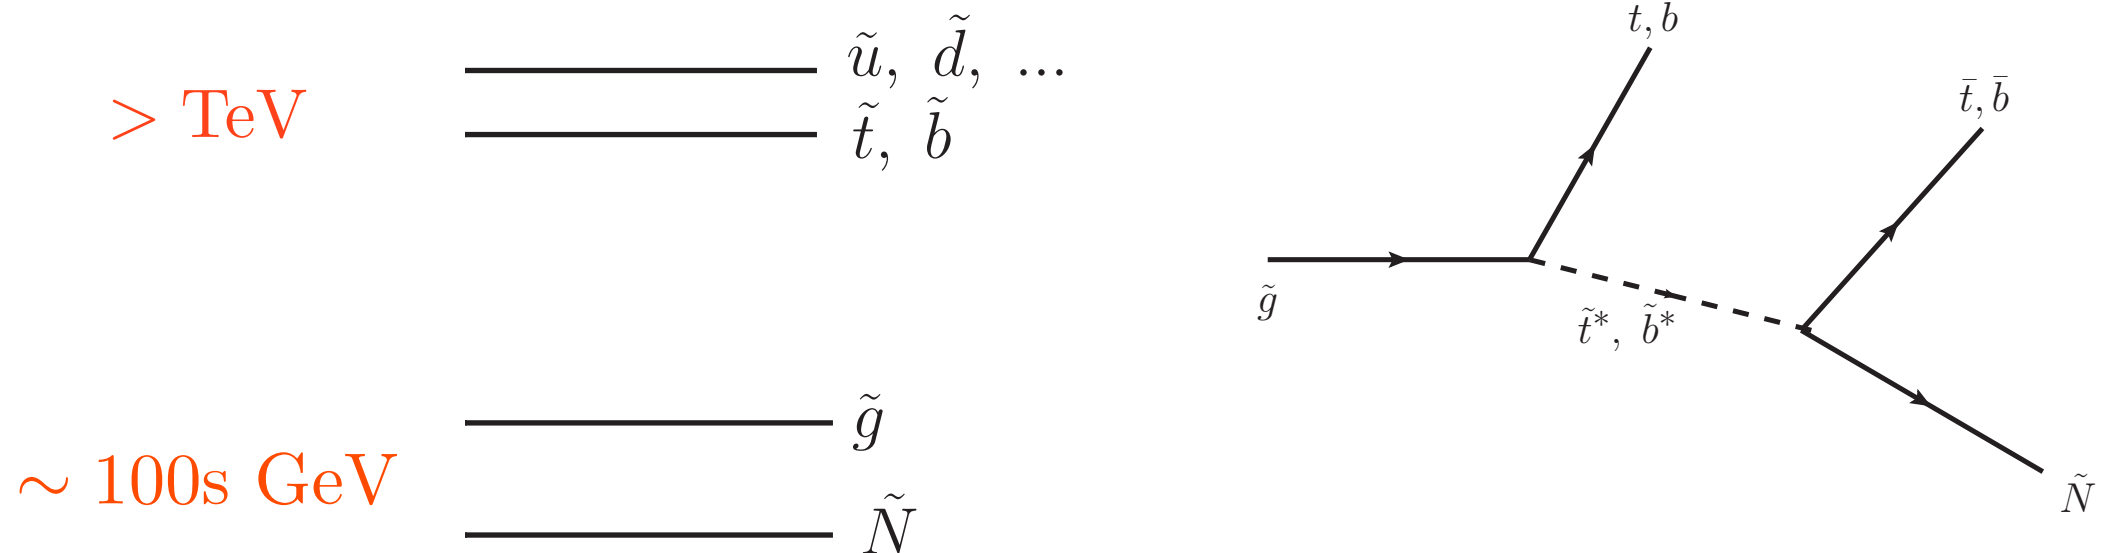 > TeV
ũ, d̃, ...
t̃, b̃
∼ 100s GeV
g̃
Ñ
t, b
t̄, b̄
g̃
t̃*, b̃*
Ñ